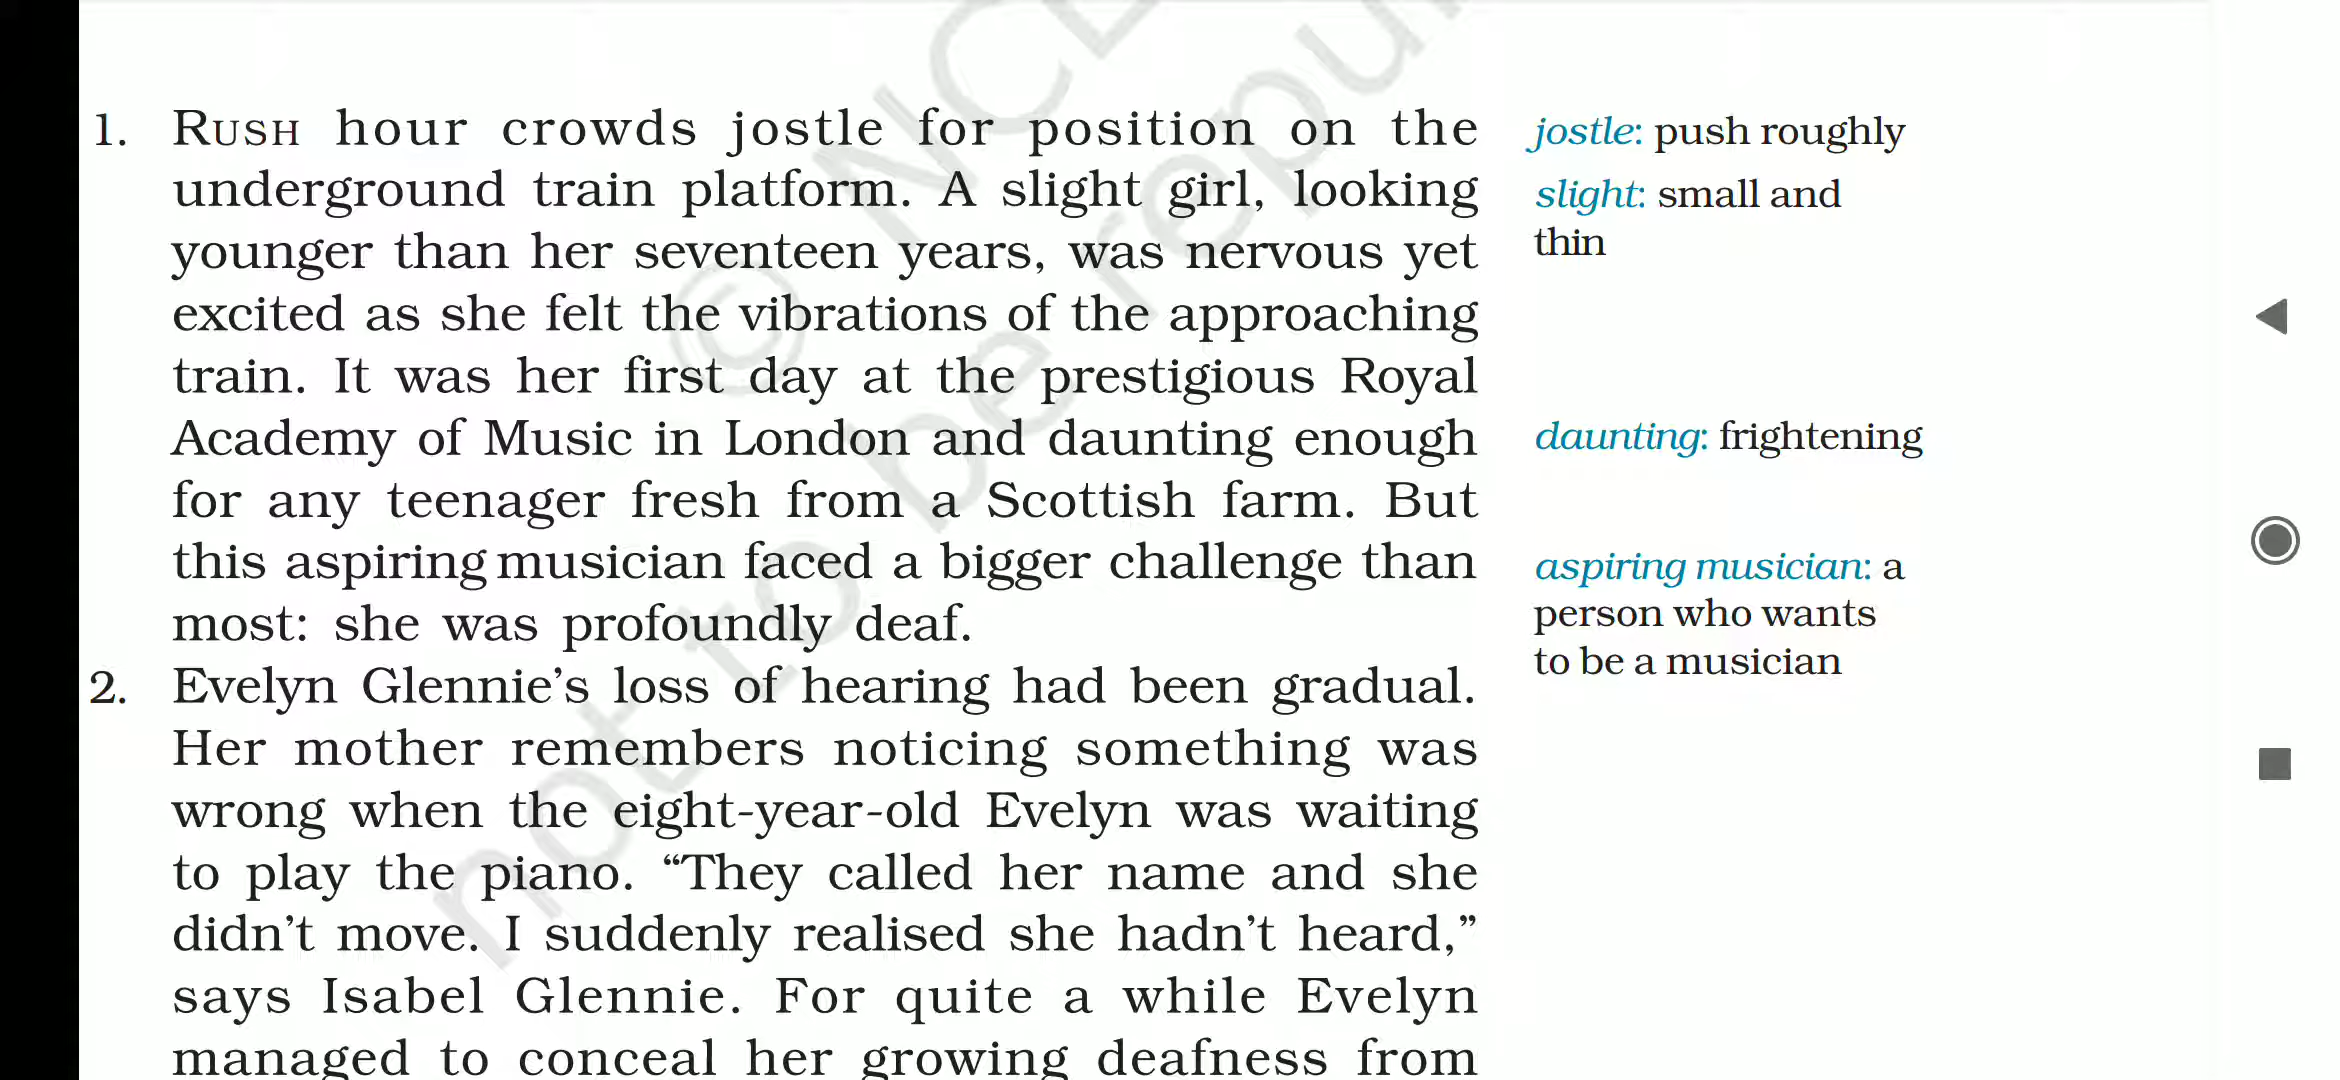 1. RUSH hour crowds jostle for position on the
underground train platform. A slight girl, looking
younger than her seventeen years, was nervous yet
excited as she felt the vibrations of the approaching
train. It was her first day at the prestigious Royal
Academy of Music in London and daunting enough
for any teenager fresh from a Scottish farm. But
this aspiring musician faced a bigger challenge than
most: she was profoundly deaf.
2. Evelyn Glennie’s loss of hearing had been gradual.
Her mother remembers noticing something was
wrong when the eight-year-old Evelyn was waiting
to play the piano. “They called her name and she
didn’t move. I suddenly realised she hadn’t heard,”
says Isabel Glennie. For quite a while Evelyn
managed to conceal her growing deafness from
jostle: push roughly
slight: small and
thin
daunting: frightening
aspiring musician: a
person who wants
to be a musician
©
not to be